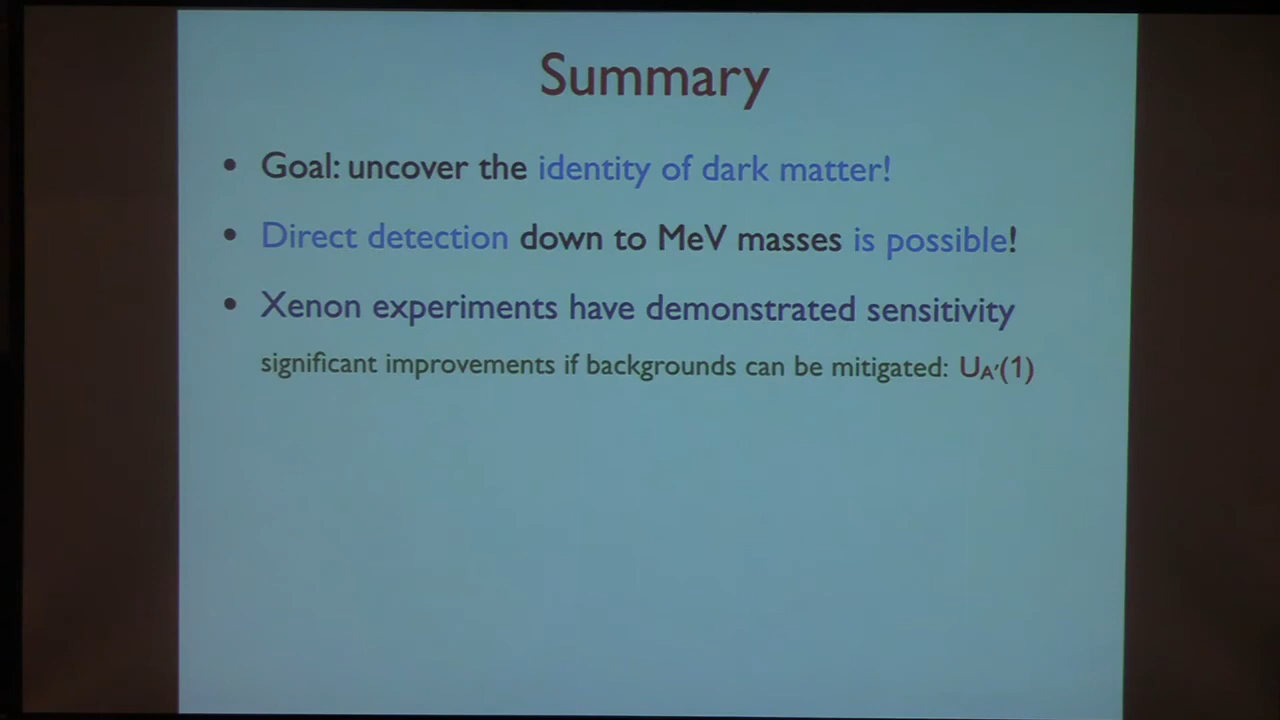 Summary
• Goal: uncover the identity of dark matter!
• Direct detection down to MeV masses is possible!
• Xenon experiments have demonstrated sensitivity
significant improvements if backgrounds can be mitigated: U_A′(1)